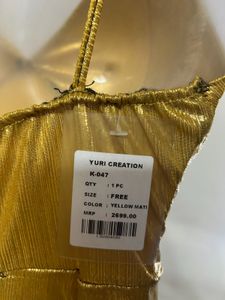 YURI CREATION
K-047
QTY : 1 PC
SIZE : FREE
COLOR : YELLOW MATI
MRP : 2699.00